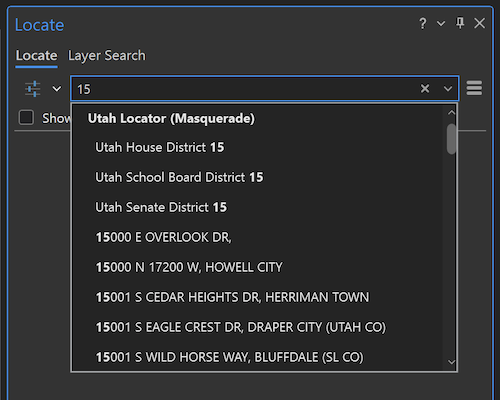 Locate
?
Locate Layer Search
15
Show
Utah Locator (Masquerade)
Utah House District 15
Utah School Board District 15
Utah Senate District 15
15000 E OVERLOOK DR,
15000 N 17200 W, HOWELL CITY
15001 S CEDAR HEIGHTS DR, HERRIMAN TOWN
15001 S EAGLE CREST DR, DRAPER CITY (UTAH CO)
15001 S WILD HORSE WAY, BLUFFDALE (SL CO)